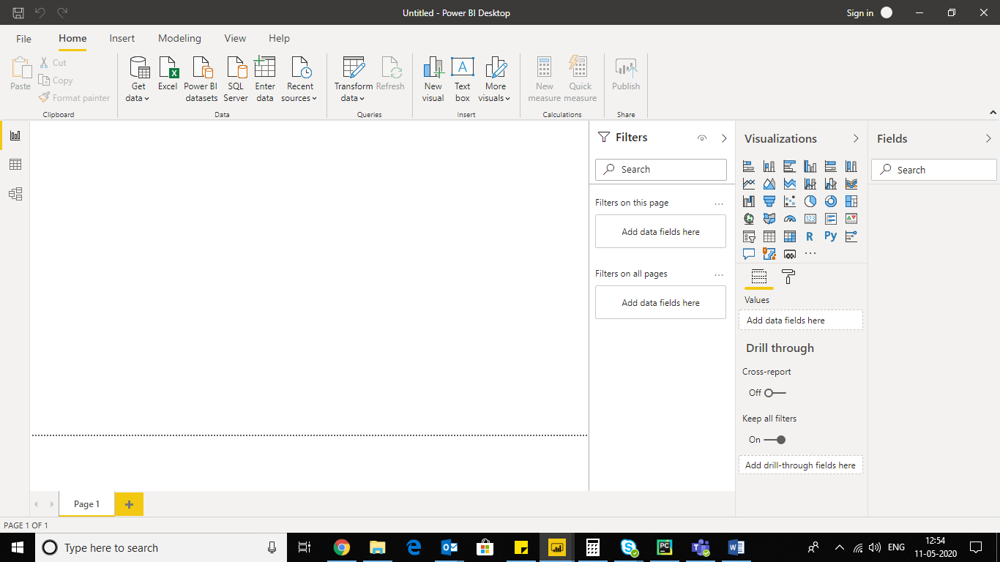 Untitled - Power BI Desktop
Sign in
File
Home
Insert
Modeling
View
Help
Paste
Cut
Copy
Format painter
Clipboard
Get
data
Excel
Power BI
datasets
SQL
Server
Enter
data
Recent
sources
Data
Transform
data
Refresh
Queries
New
visual
Text
box
More
visuals
Insert
New
measure
Quick
measure
Calculations
Publish
Share
Filters
Search
Filters on this page
...
Add data fields here
Filters on all pages
...
Add data fields here
Visualizations
123
R
Py
...
Values
Add data fields here
Drill through
Cross-report
Off
Keep all filters
On
Add drill-through fields here
Fields
Search
Page 1
PAGE 1 OF 1
Type here to search
PC
ENG
12:54
11-05-2020